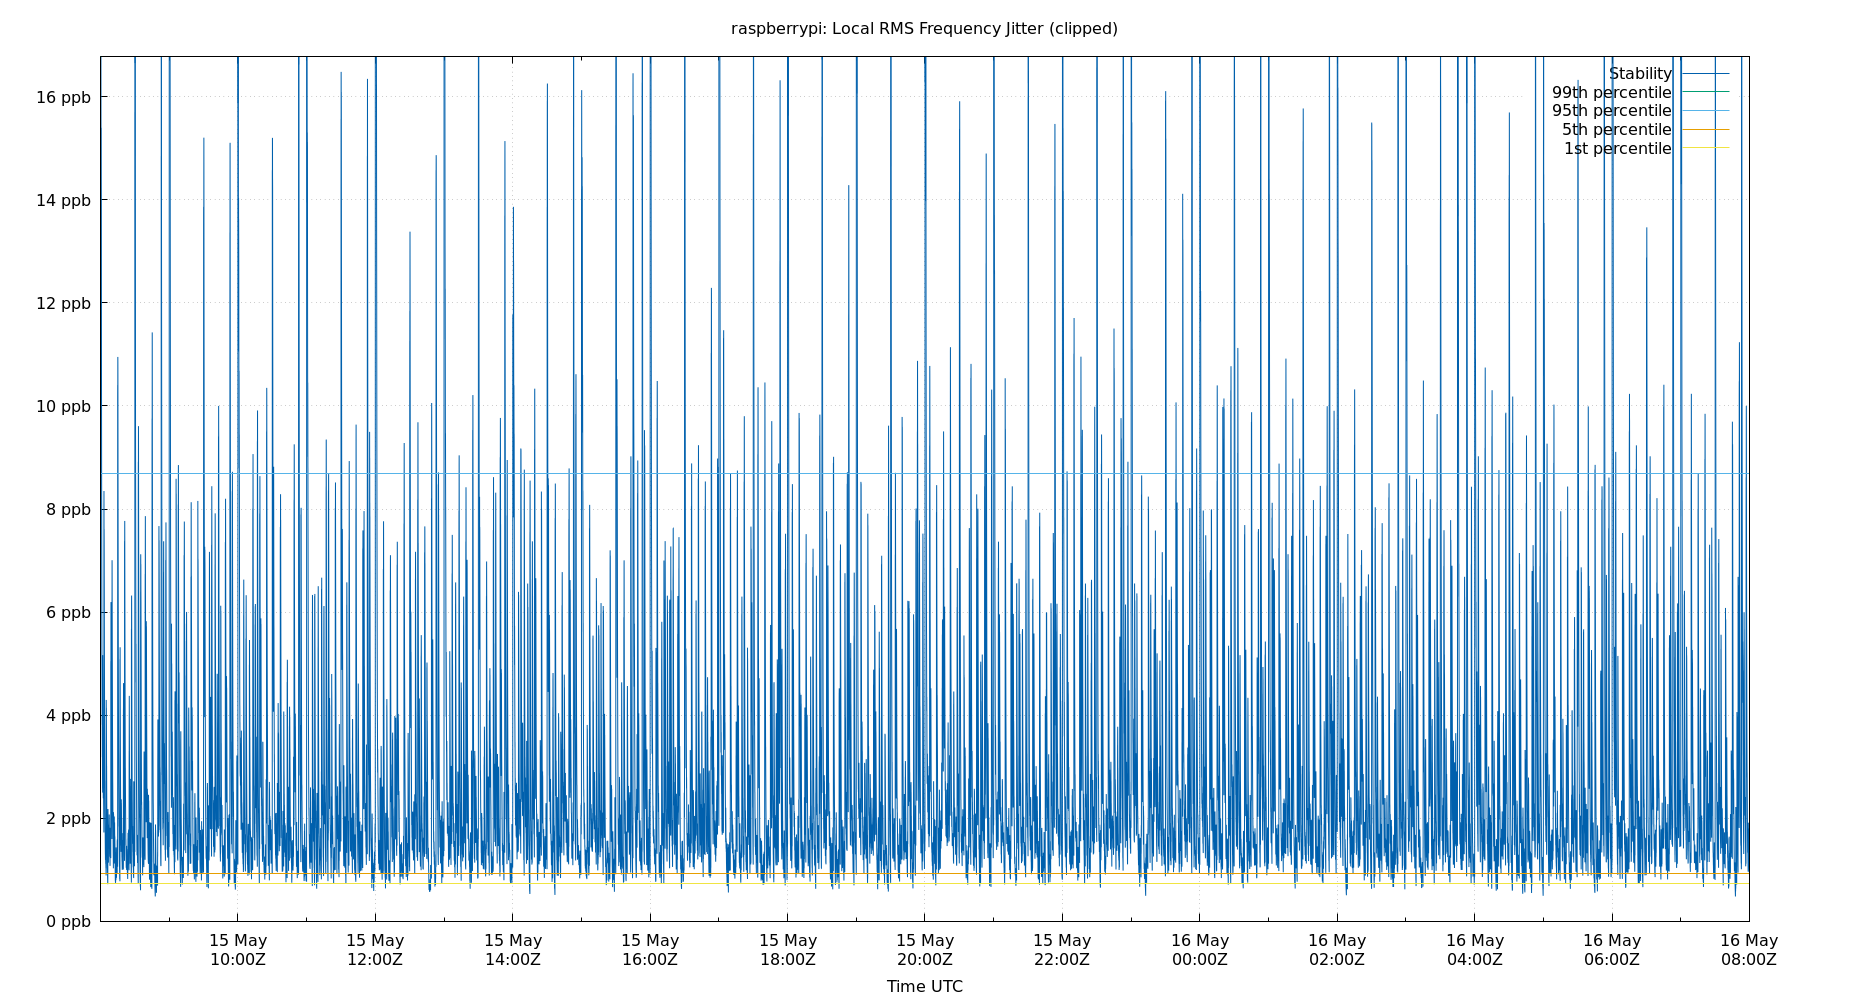 raspberrypi: Local RMS Frequency Jitter (clipped)
Stability
99th percentile
95th percentile
5th percentile
1st percentile
16 ppb
14 ppb
12 ppb
10 ppb
8 ppb
6 ppb
4 ppb
2 ppb
0 ppb
15 May 15 May 15 May 15 May 15 May 15 May 15 May 16 May 16 May 16 May 16 May 16 May
10:00Z 12:00Z 14:00Z 16:00Z 18:00Z 20:00Z 22:00Z 00:00Z 02:00Z 04:00Z 06:00Z 08:00Z
Time UTC